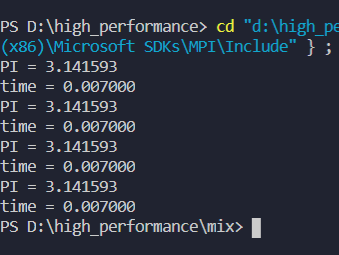 PS D:\high_performance> cd "d:\high_pe
(x86)\Microsoft SDKs\MPI\Include" } ;
PI = 3.141593
time = 0.007000
PI = 3.141593
time = 0.007000
PI = 3.141593
time = 0.007000
PI = 3.141593
time = 0.007000
PS D:\high_performance\mix>